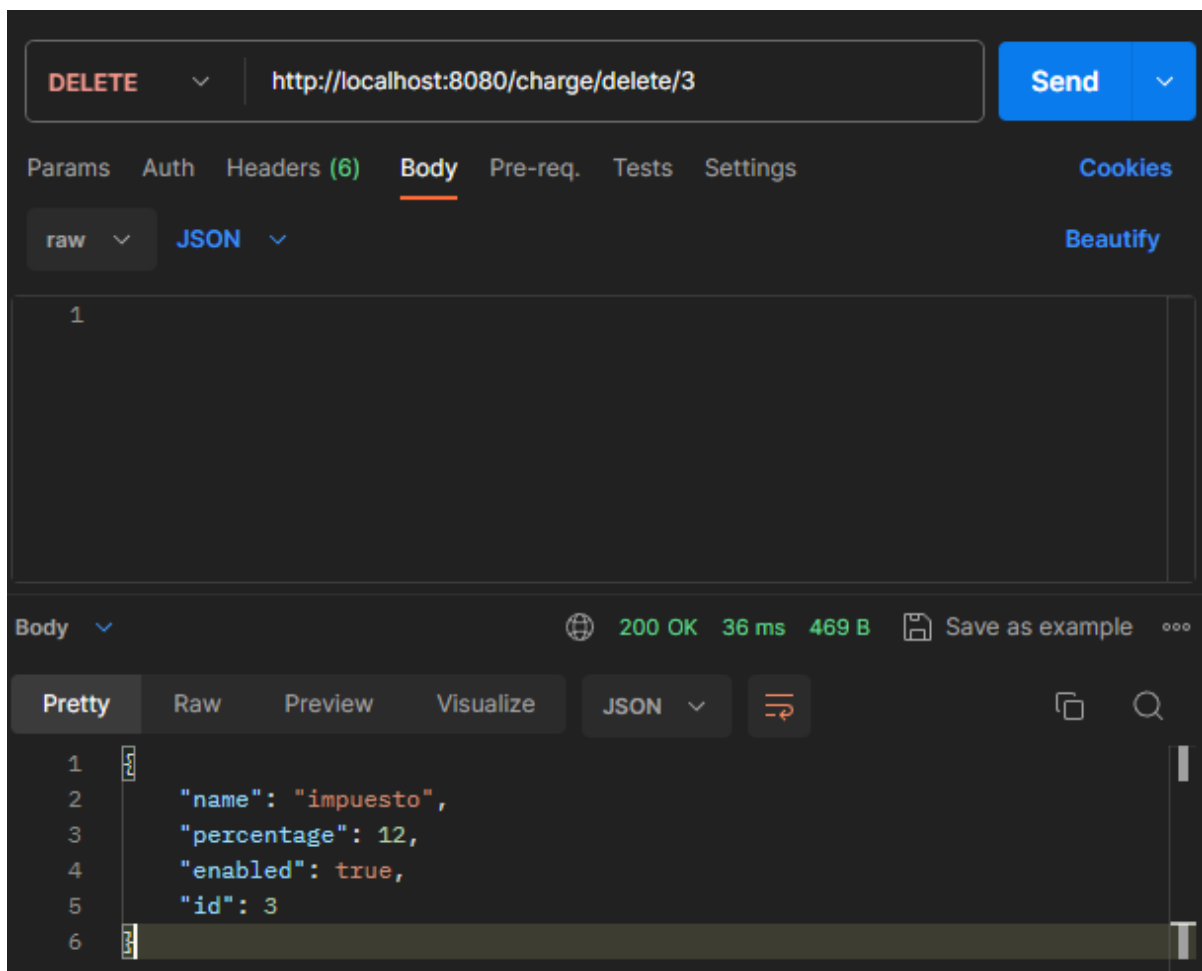 DELETE http://localhost:8080/charge/delete/3 Send
Params Auth Headers (6) Body Pre-req. Tests Settings Cookies
raw JSON Beautify
1
Body 200 OK 36 ms 469 B Save as example
Pretty Raw Preview Visualize JSON
1 {
2 "name": "impuesto",
3 "percentage": 12,
4 "enabled": true,
5 "id": 3
6 }